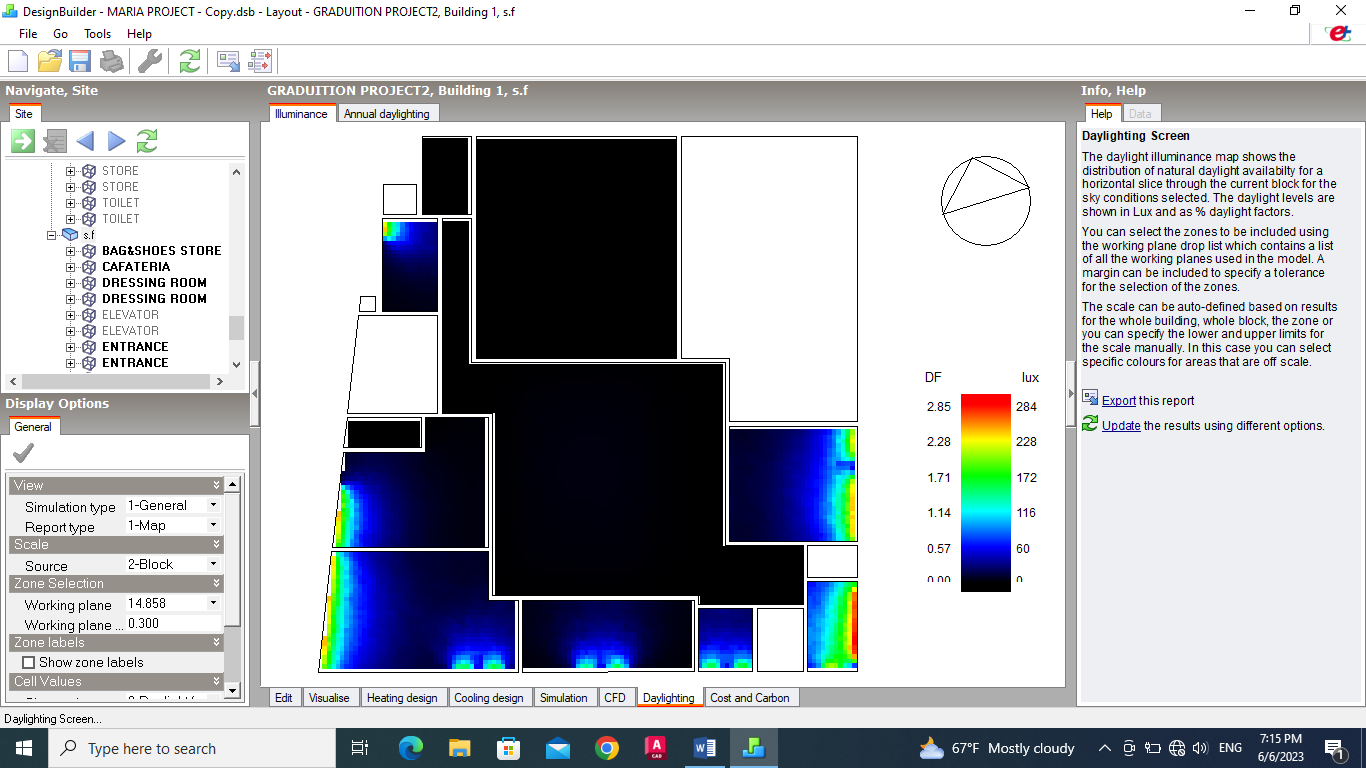 DesignBuilder - MARIA PROJECT - Copy.dsb - Layout - GRADUITION PROJECT2, Building 1, s.f
File Go Tools Help
Navigate, Site
Site
STORE
STORE
TOILET
TOILET
s.f
BAG&SHOES STORE
CAFATERIA
DRESSING ROOM
DRESSING ROOM
ELEVATOR
ELEVATOR
ENTRANCE
ENTRANCE
Display Options
General
View
Simulation type 1-General
Report type 1-Map
Scale
Source 2-Block
Zone Selection
Working plane 14.858
Working plane ... 0.300
Zone labels
Show zone labels
Cell Values
GRADUITION PROJECT2, Building 1, s.f
Illuminance Annual daylighting
DF lux
2.85 284
2.28 228
1.71 172
1.14 116
0.57 60
0.00 0
Edit Visualise Heating design Cooling design Simulation CFD Daylighting Cost and Carbon
Info, Help
Help Data
Daylighting Screen
The daylight illuminance map shows the
distribution of natural daylight availabilty for a
horizontal slice through the current block for the
sky conditions selected. The daylight levels are
shown in Lux and as % daylight factors.
You can select the zones to be included using
the working plane drop list which contains a list
of all the working planes used in the model. A
margin can be included to specify a tolerance
for the selection of the zones.
The scale can be auto-defined based on results
for the whole building, whole block, the zone or
you can specify the lower and upper limits for
the scale manually. In this case you can select
specific colours for areas that are off scale.
Export this report
Update the results using different options.
Daylighting Screen...
Type here to search
67°F Mostly cloudy
ENG
7:15 PM
6/6/2023
1